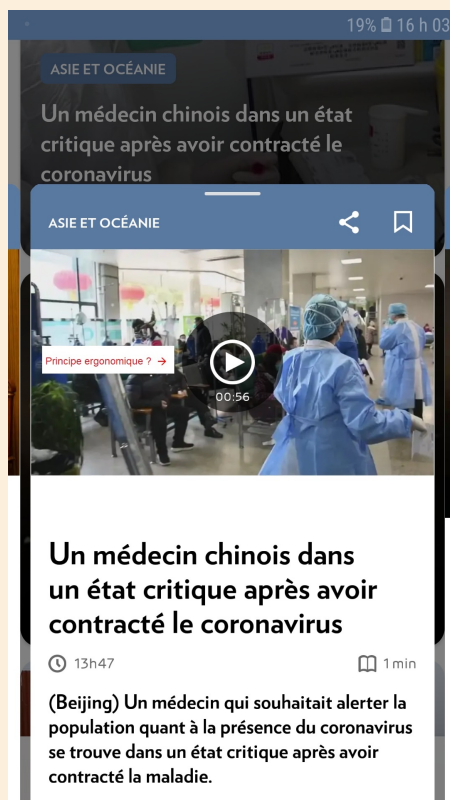 19% 16 h 03
ASIE ET OCÉANIE
Un médecin chinois dans un état
critique après avoir contracté le
coronavirus
ASIE ET OCÉANIE
Principe ergonomique ? →
00:56
Un médecin chinois dans
un état critique après avoir
contracté le coronavirus
13h47
1 min
(Beijing) Un médecin qui souhaitait alerter la
population quant à la présence du coronavirus
se trouve dans un état critique après avoir
contracté la maladie.